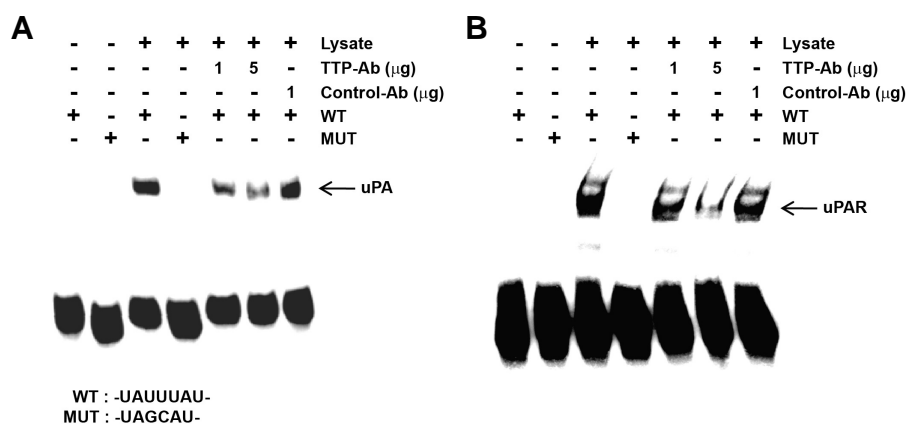 A
- - + + + + + Lysate
- - - - 1 5 - TTP-Ab (μg)
- - - - - - 1 Control-Ab (μg)
+ - + - + + + WT
- + - + - - - MUT
uPA
WT : -UAUUUAU-
MUT : -UAGCAU-
B
- - + + + + + Lysate
- - - - 1 5 - TTP-Ab (μg)
- - - - - - 1 Control-Ab (μg)
+ - + - + + + WT
- + - + - - - MUT
uPAR